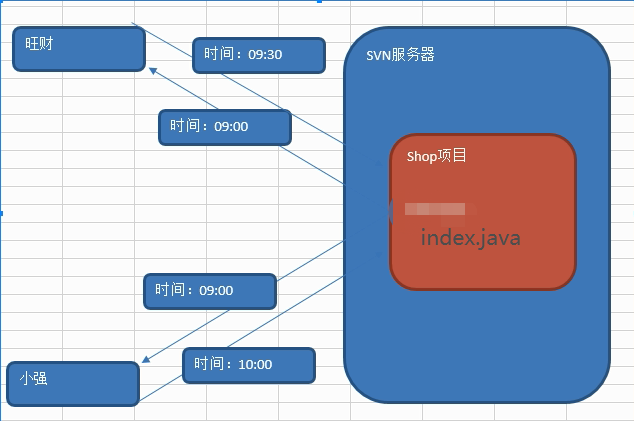 旺财
时间：09:30
SVN服务器
时间：09:00
Shop项目
index.java
时间：09:00
时间：10:00
小强